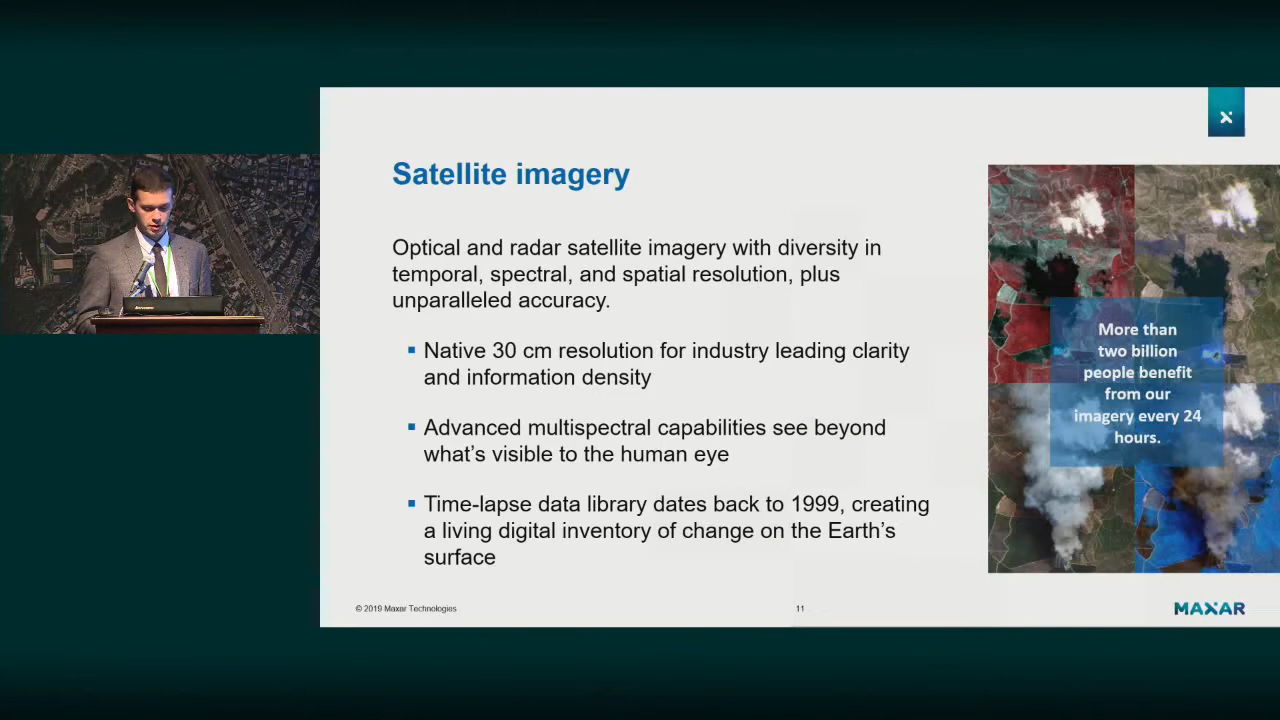 Satellite imagery
Optical and radar satellite imagery with diversity in
temporal, spectral, and spatial resolution, plus
unparalleled accuracy.
Native 30 cm resolution for industry leading clarity
and information density
Advanced multispectral capabilities see beyond
what’s visible to the human eye
Time-lapse data library dates back to 1999, creating
a living digital inventory of change on the Earth’s
surface
More than
two billion
people benefit
from our
imagery every 24
hours.
© 2019 Maxar Technologies
11
MAXAR